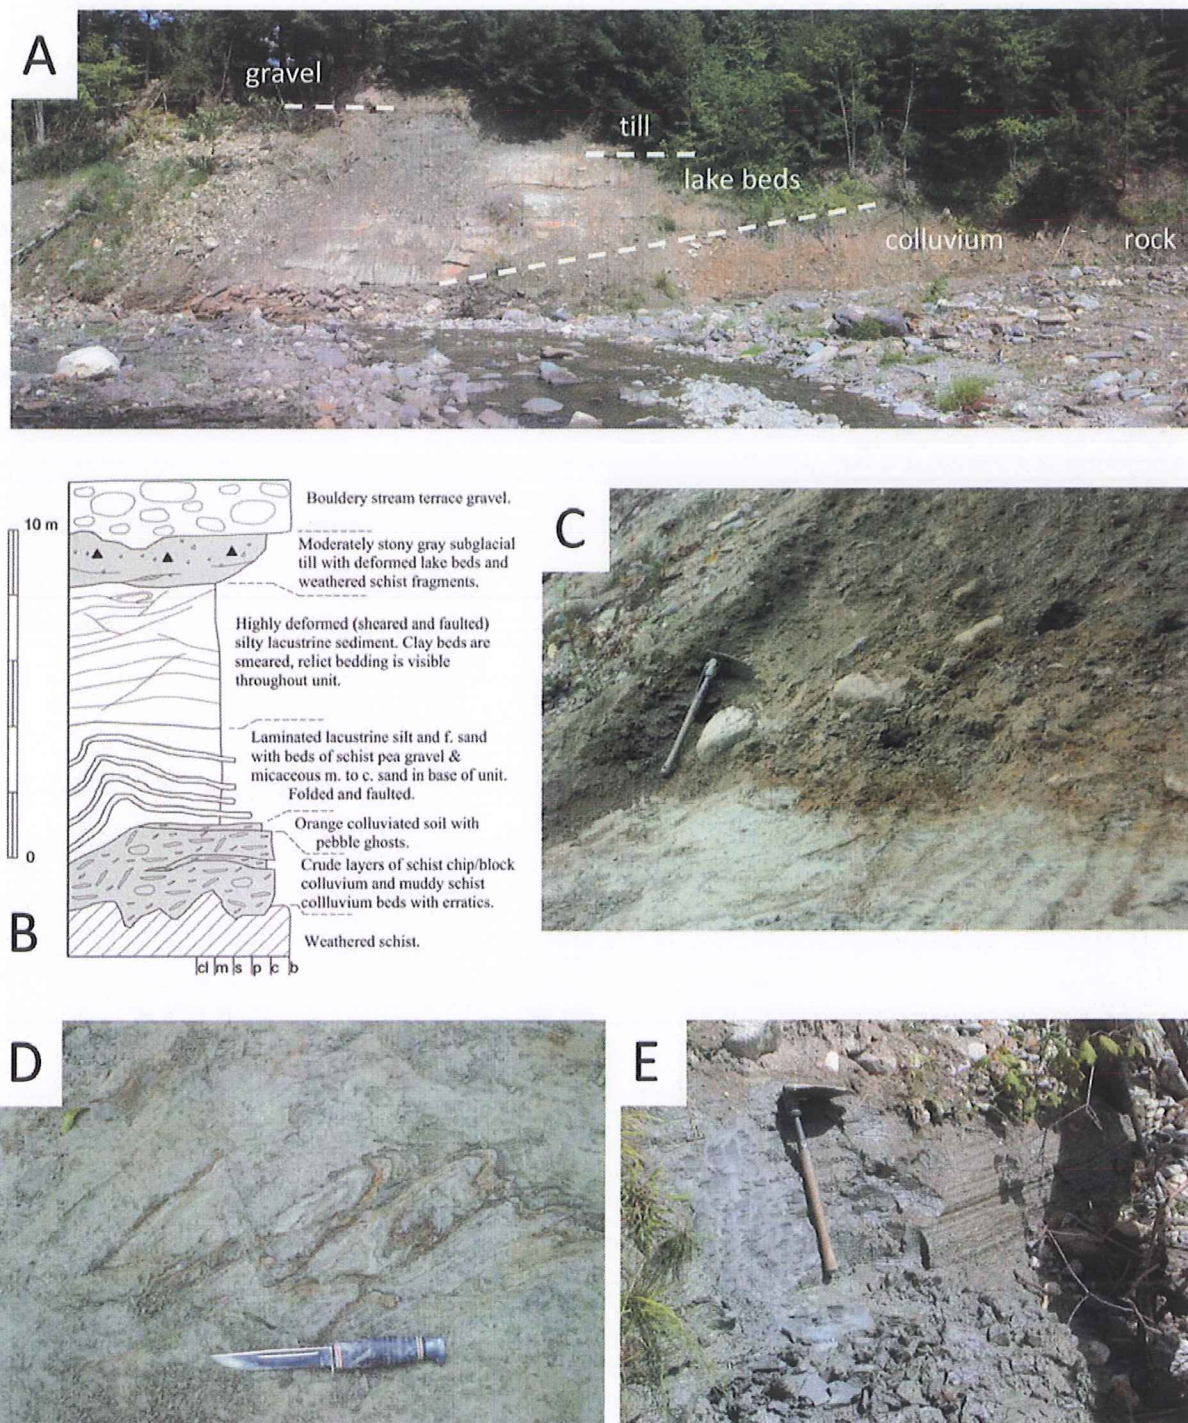 A
gravel
till
lake beds
colluvium
rock
10 m
0
B
Bouldery stream terrace gravel.
Moderately stony gray subglacial
till with deformed lake beds and
weathered schist fragments.
Highly deformed (sheared and faulted)
silty lacustrine sediment. Clay beds are
smeared, relict bedding is visible
throughout unit.
Laminated lacustrine silt and f. sand
with beds of schist pea gravel &
micaceous m. to c. sand in base of unit.
Folded and faulted.
Orange colluviated soil with
pebble ghosts.
Crude layers of schist chip/block
colluvium and muddy schist
collluvium beds with erratics.
Weathered schist.
cl m s p c b
C
D
E